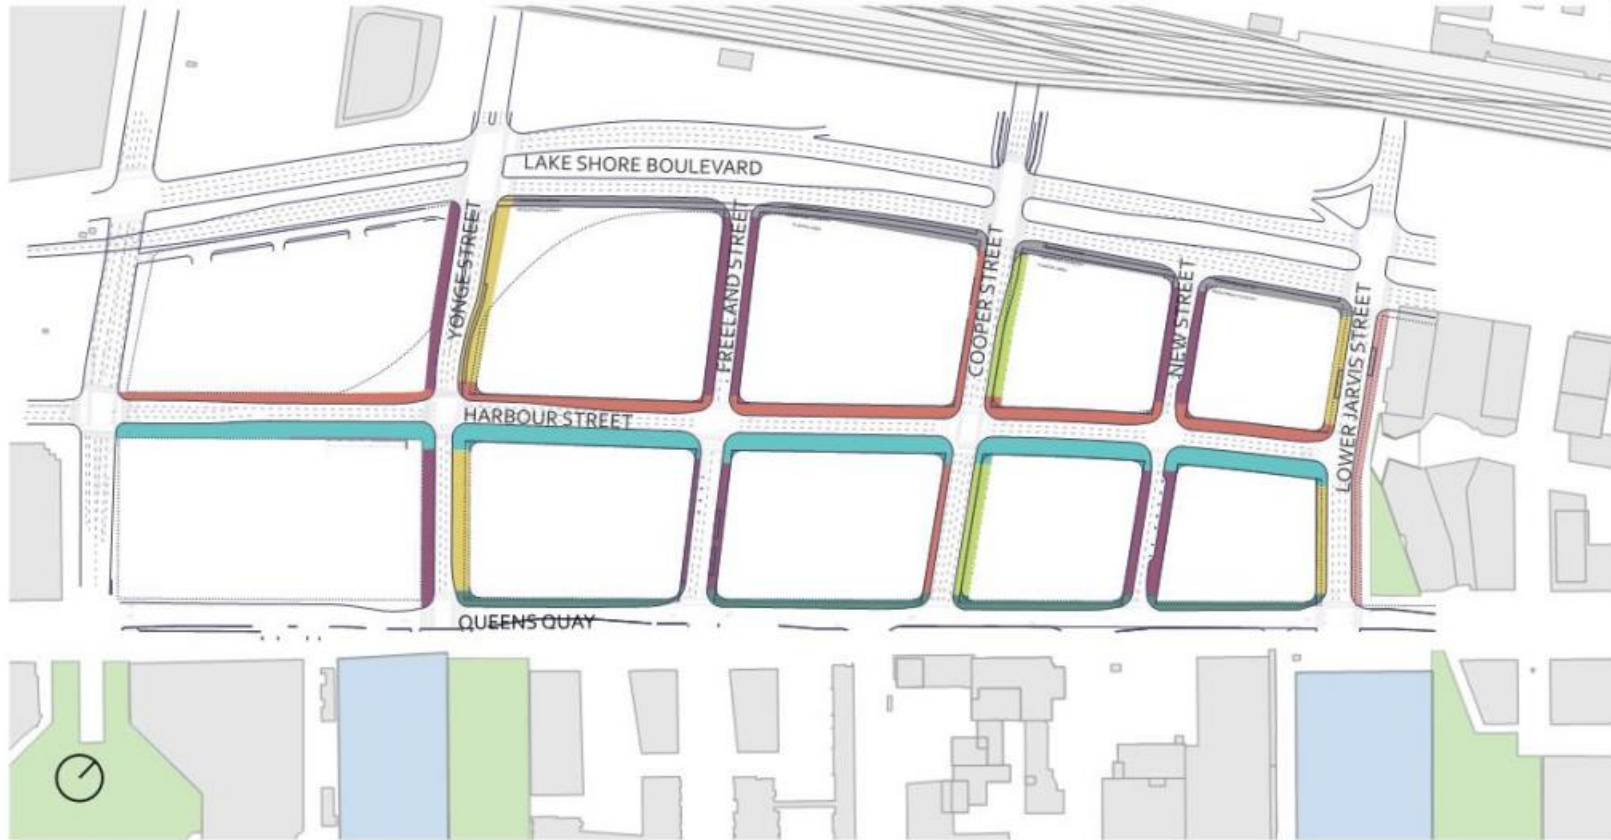 LAKE SHORE BOULEVARD
YONGE STREET
FREELAND STREET
COOPER STREET
NEW STREET
LOWER JARVIS STREET
HARBOUR STREET
QUEENS QUAY